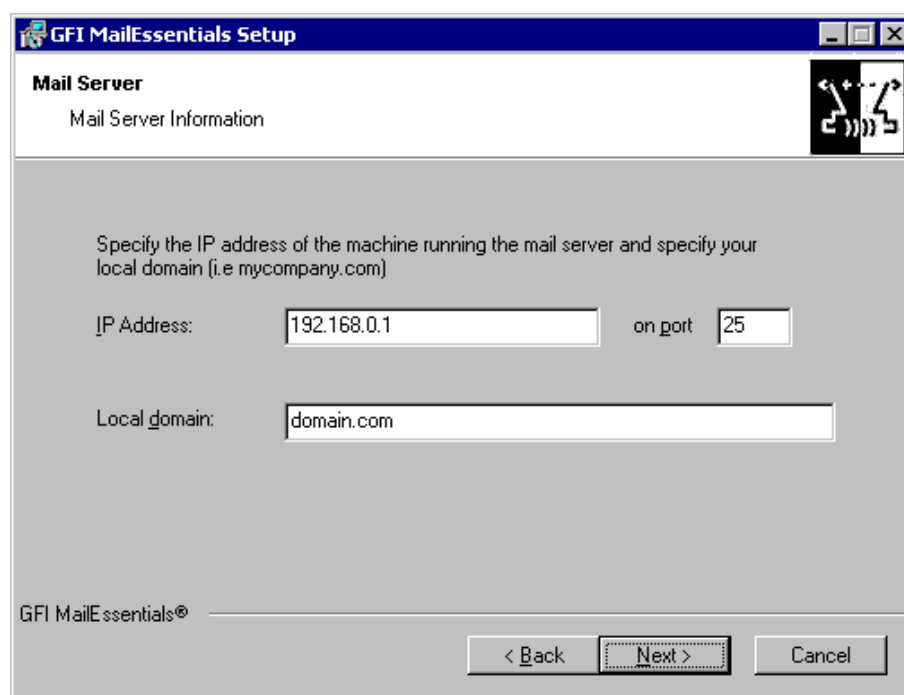 GFI MailEssentials Setup
Mail Server
Mail Server Information
Specify the IP address of the machine running the mail server and specify your
local domain (i.e mycompany.com)
IP Address: 192.168.0.1 on port 25
Local domain: domain.com
GFI MailEssentials®
< Back Next > Cancel